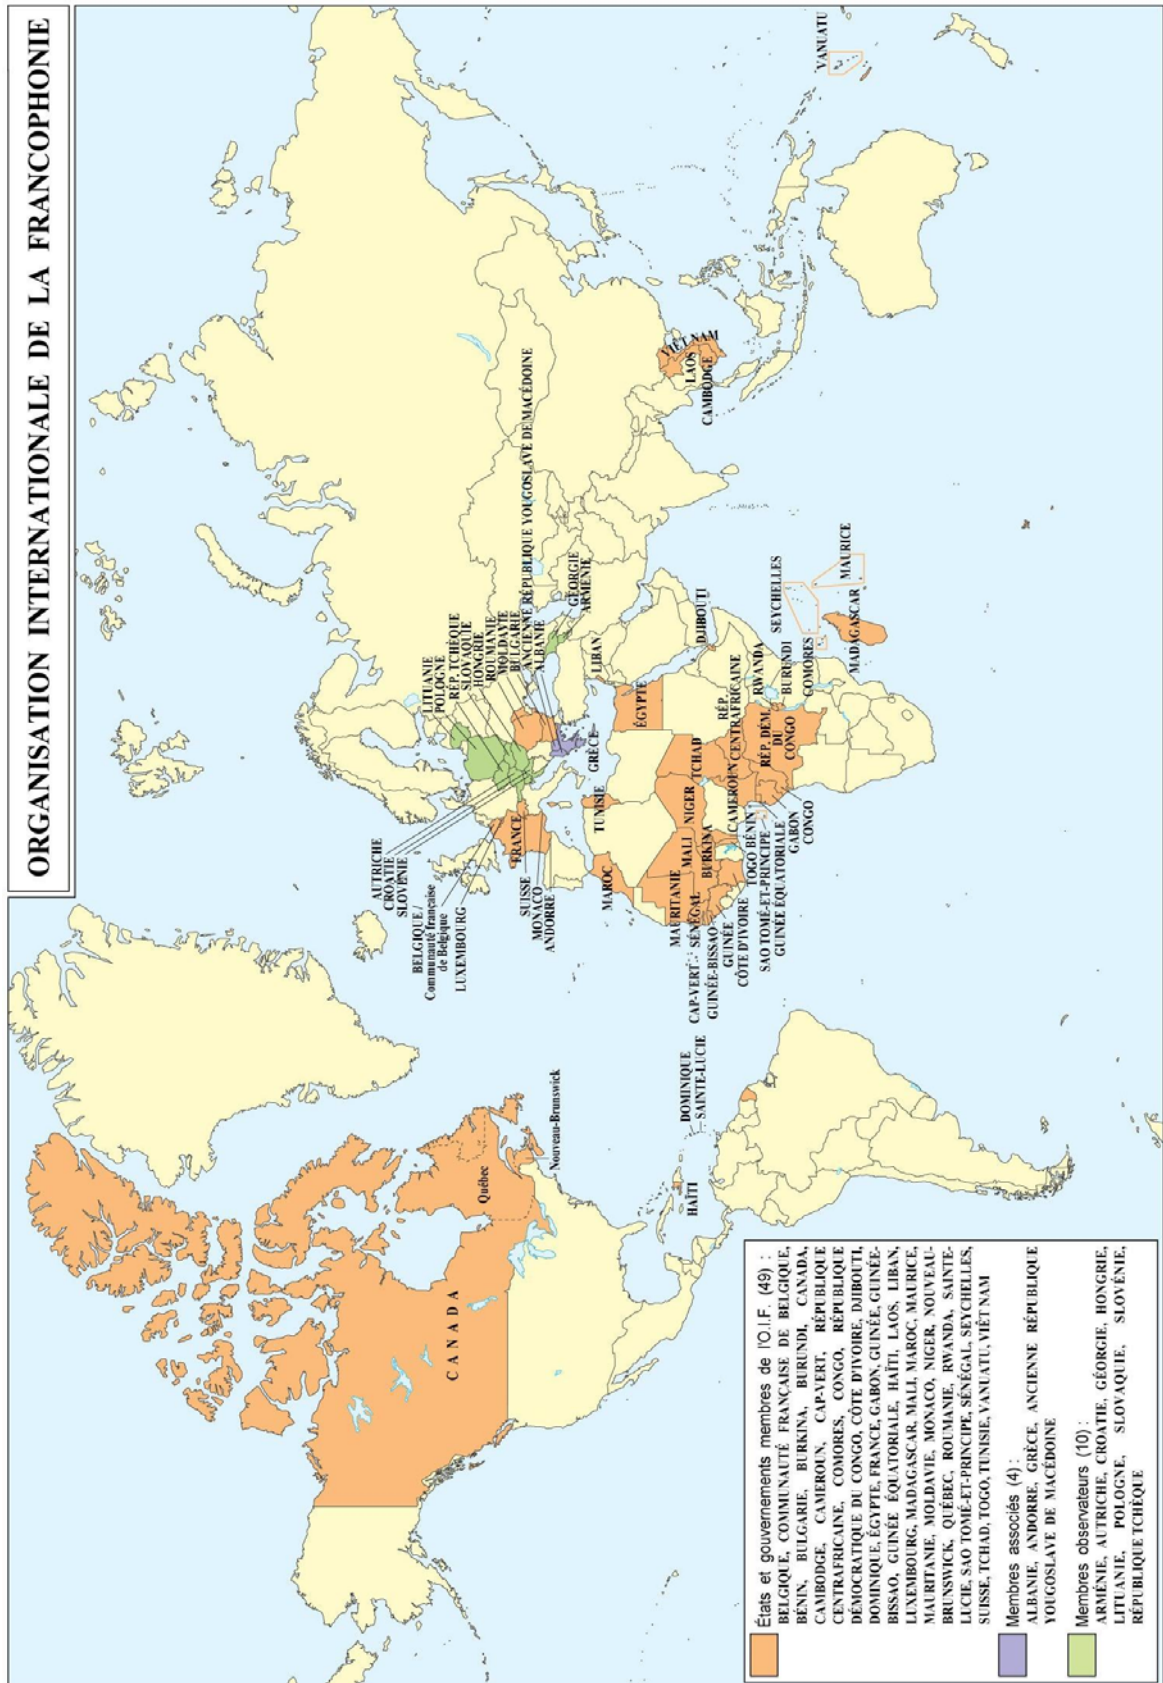 ORGANISATION INTERNATIONALE DE LA FRANCOPHONIE
CANADA
Québec
Nouveau-Brunswick
HAÏTI
DOMINIQUE
SAINTE-LUCIE
AUTRICHE
CROATIE
SLOVÉNIE
BELGIQUE /
Communauté française
de Belgique
LUXEMBOURG
FRANCE
SUISSE
MONACO
ANDORRE
LITUANIE
POLOGNE
RÉP. TCHÈQUE
SLOVAQUIE
HONGRIE
ROUMANIE
MOLDAVIE
BULGARIE
ANCIENNE RÉPUBLIQUE YOUGOSLAVE DE MACÉDOINE
ALBANIE
GÉORGIE
ARMÉNIE
GRÈCE
LIBAN
MAROC
TUNISIE
ÉGYPTE
MAURITANIE
MALI
NIGER
TCHAD
CAP-VERT
SÉNÉGAL
BURKINA
GUINÉE-BISSAO
GUINÉE
CÔTE D'IVOIRE
TOGO
BÉNIN
CAMEROUN
RÉP.
CENTRAFRICAINE
DJIBOUTI
SAO TOMÉ-ET-PRINCIPE
GUINÉE ÉQUATORIALE
GABON
CONGO
RÉP. DÉM.
DU
CONGO
RWANDA
BURUNDI
COMORES
SEYCHELLES
MAURICE
MADAGASCAR
VIÊT NAM
LAOS
CAMBODGE
VANUATU
États et gouvernements membres de l'O.I.F. (49) :
BELGIQUE, COMMUNAUTÉ FRANÇAISE DE BELGIQUE,
BÉNIN, BULGARIE, BURKINA, BURUNDI, CANADA,
CAMBODGE, CAMEROUN, CAP-VERT, RÉPUBLIQUE
CENTRAFRICAINE, COMORES, CONGO, RÉPUBLIQUE
DÉMOCRATIQUE DU CONGO, CÔTE D'IVOIRE, DJIBOUTI,
DOMINIQUE, ÉGYPTE, FRANCE, GABON, GUINÉE, GUINÉE-
BISSAO, GUINÉE ÉQUATORIALE, HAÏTI, LAOS, LIBAN,
LUXEMBOURG, MADAGASCAR, MALI, MAROC, MAURICE,
MAURITANIE, MOLDAVIE, MONACO, NIGER, NOUVEAU-
BRUNSWICK, QUÉBEC, ROUMANIE, RWANDA, SAINTE-
LUCIE, SAO TOMÉ-ET-PRINCIPE, SÉNÉGAL, SEYCHELLES,
SUISSE, TCHAD, TOGO, TUNISIE, VANUATU, VIÊT NAM
Membres associés (4) :
ALBANIE, ANDORRE, GRÈCE, ANCIENNE RÉPUBLIQUE
YOUGOSLAVE DE MACÉDOINE
Membres observateurs (10) :
ARMÉNIE, AUTRICHE, CROATIE, GÉORGIE, HONGRIE,
LITUANIE, POLOGNE, SLOVAQUIE, SLOVÉNIE,
RÉPUBLIQUE TCHÈQUE